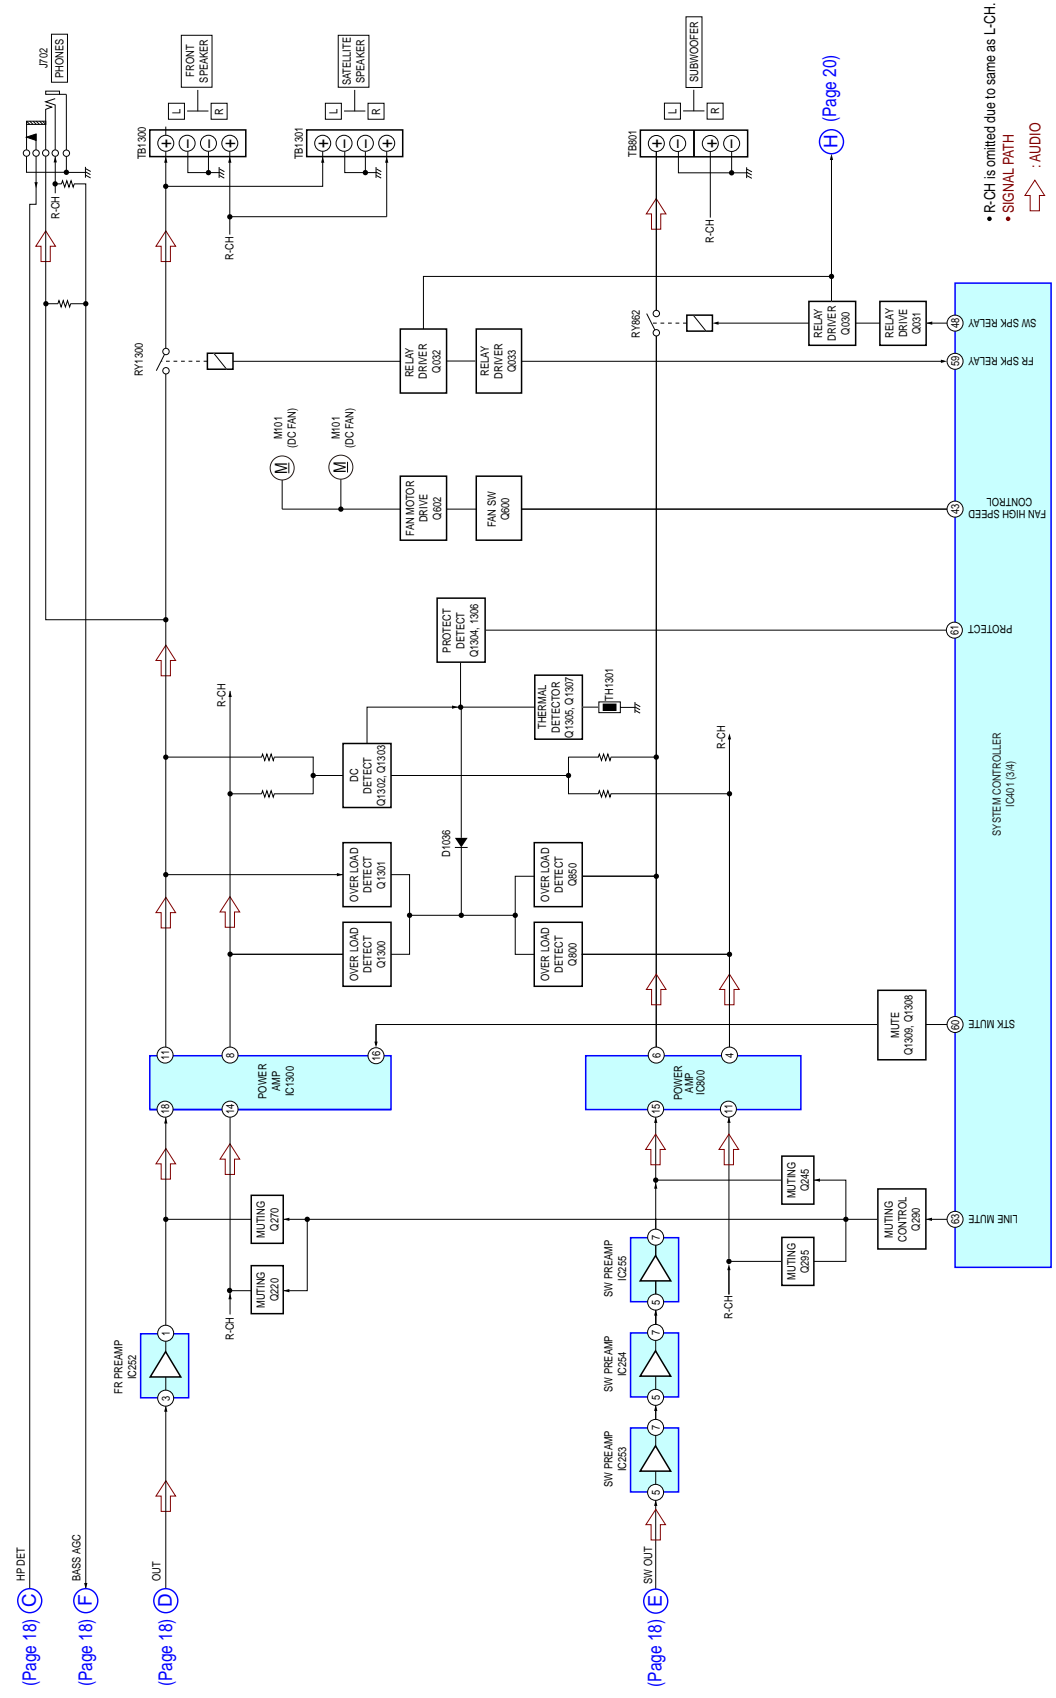 (Page 18) C
HP DET
(Page 18) F
BASS AGC
(Page 18) D
OUT
FR PREAMP
IC252
3
1
R-CH
MUTING
Q220
MUTING
Q270
18
14
POWER
AMP
IC1300
11
8
16
OVER LOAD
DETECT
Q1300
OVER LOAD
DETECT
Q1301
D1036
DC
DETECT
Q1302, Q1303
R-CH
PROTECT
DETECT
Q1304, 1306
THERMAL
DETECTOR
Q1305, Q1307
TH1301
M101
(DC FAN)
M
M101
(DC FAN)
M
FAN MOTOR
DRIVE
Q602
FAN SW
Q600
RY1300
RELAY
DRIVER
Q032
RELAY
DRIVER
Q033
R-CH
R-CH
J702
PHONES
TB1300
+
−
−
+
L
R
FRONT
SPEAKER
TB1301
+
−
−
+
L
R
SATELLITE
SPEAKER
(Page 18) E
SW OUT
SW PREAMP
IC253
5
7
SW PREAMP
IC254
5
7
SW PREAMP
IC255
5
7
R-CH
MUTING
Q295
MUTING
Q245
MUTING
CONTROL
Q290
15
11
POWER
AMP
IC800
6
4
OVER LOAD
DETECT
Q800
OVER LOAD
DETECT
Q850
R-CH
MUTE
Q1309, Q1308
RY862
RELAY
DRIVER
Q030
RELAY
DRIVE
Q031
R-CH
TB801
+
−
+
−
L
R
SUBWOOFER
H (Page 20)
SYSTEM CONTROLLER
IC401 (3/4)
63
LINE MUTE
60
STK MUTE
61
PROTECT
43
FAN HIGH SPEED
CONTROL
59
FR SPK RELAY
48
SW SPK RELAY
• R-CH is omitted due to same as L-CH.
• SIGNAL PATH
: AUDIO